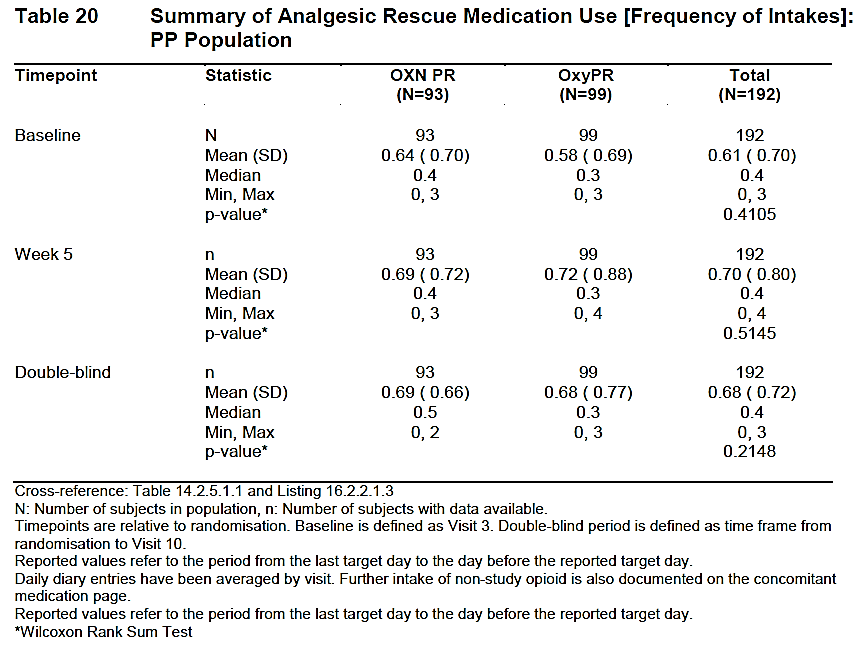 Table 20 Summary of Analgesic Rescue Medication Use [Frequency of Intakes]:
PP Population
Timepoint Statistic OXN PR OxyPR Total
(N=93) (N=99) (N=192)
Baseline N 93 99 192
Mean (SD) 0.64 ( 0.70) 0.58 ( 0.69) 0.61 ( 0.70)
Median 0.4 0.3 0.4
Min, Max 0, 3 0, 3 0, 3
p-value* 0.4105
Week 5 n 93 99 192
Mean (SD) 0.69 ( 0.72) 0.72 ( 0.88) 0.70 ( 0.80)
Median 0.4 0.3 0.4
Min, Max 0, 3 0, 4 0, 4
p-value* 0.5145
Double-blind n 93 99 192
Mean (SD) 0.69 ( 0.66) 0.68 ( 0.77) 0.68 ( 0.72)
Median 0.5 0.3 0.4
Min, Max 0, 2 0, 3 0, 3
p-value* 0.2148
Cross-reference: Table 14.2.5.1.1 and Listing 16.2.2.1.3
N: Number of subjects in population, n: Number of subjects with data available.
Timepoints are relative to randomisation. Baseline is defined as Visit 3. Double-blind period is defined as time frame from
randomisation to Visit 10.
Reported values refer to the period from the last target day to the day before the reported target day.
Daily diary entries have been averaged by visit. Further intake of non-study opioid is also documented on the concomitant
medication page.
Reported values refer to the period from the last target day to the day before the reported target day.
*Wilcoxon Rank Sum Test